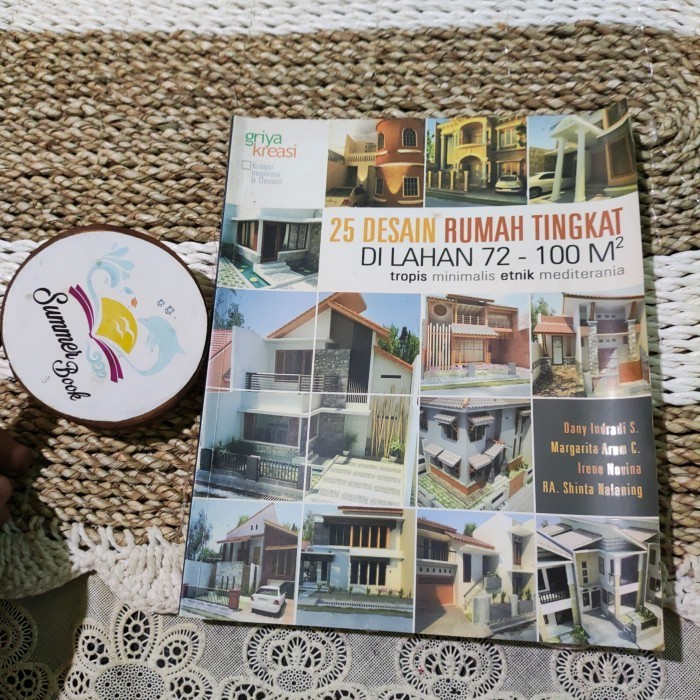 griya
kreasi
Kreasi
Inspirasi
& Desain
25 DESAIN RUMAH TINGKAT
DI LAHAN 72 - 100 M²
tropis minimalis etnik mediterania
Dany Indradi S.
Margarita Arum C.
Irene Novina
RA. Shinta Nalaning
Summer
Book